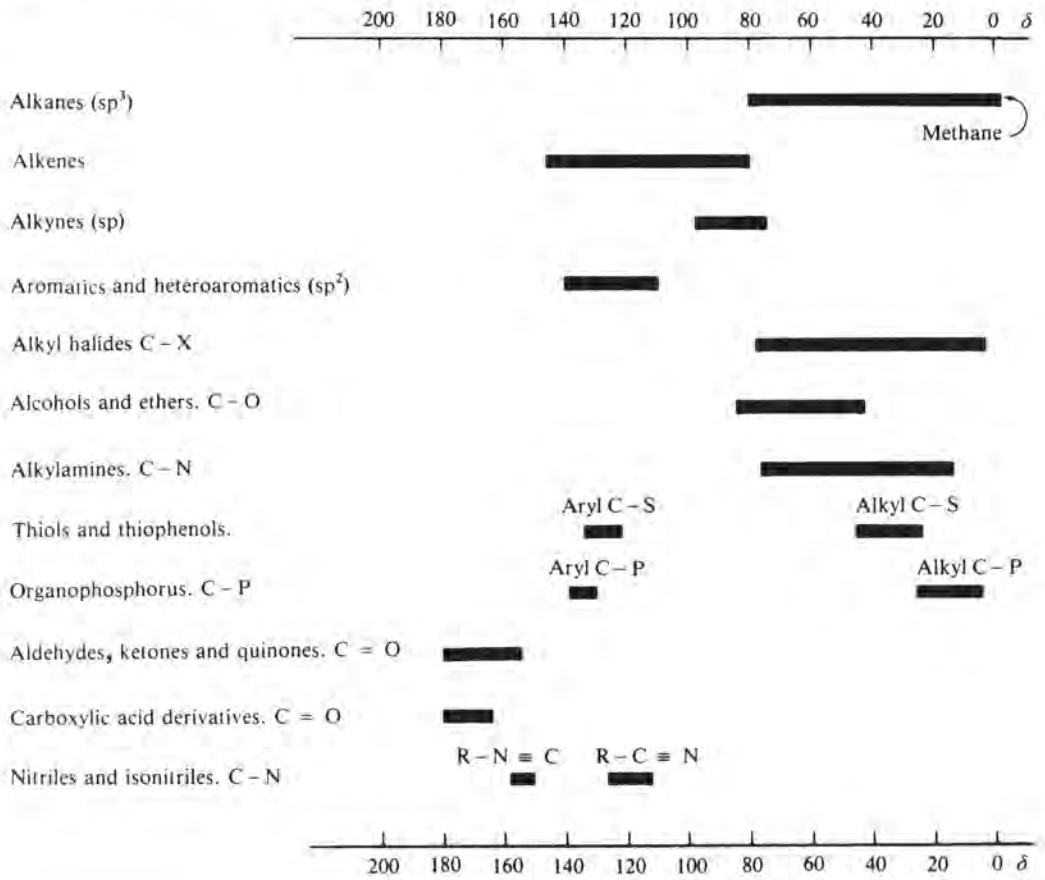 200 180 160 140 120 100 80 60 40 20 0 δ
Alkanes (sp³)
Methane
Alkenes
Alkynes (sp)
Aromatics and heteroaromatics (sp²)
Alkyl halides C – X
Alcohols and ethers. C – O
Alkylamines. C – N
Aryl C – S Alkyl C – S
Thiols and thiophenols.
Aryl C – P Alkyl C – P
Organophosphorus. C – P
Aldehydes, ketones and quinones. C = O
Carboxylic acid derivatives. C = O
R – N ≡ C R – C ≡ N
Nitriles and isonitriles. C – N
200 180 160 140 120 100 80 60 40 20 0 δ